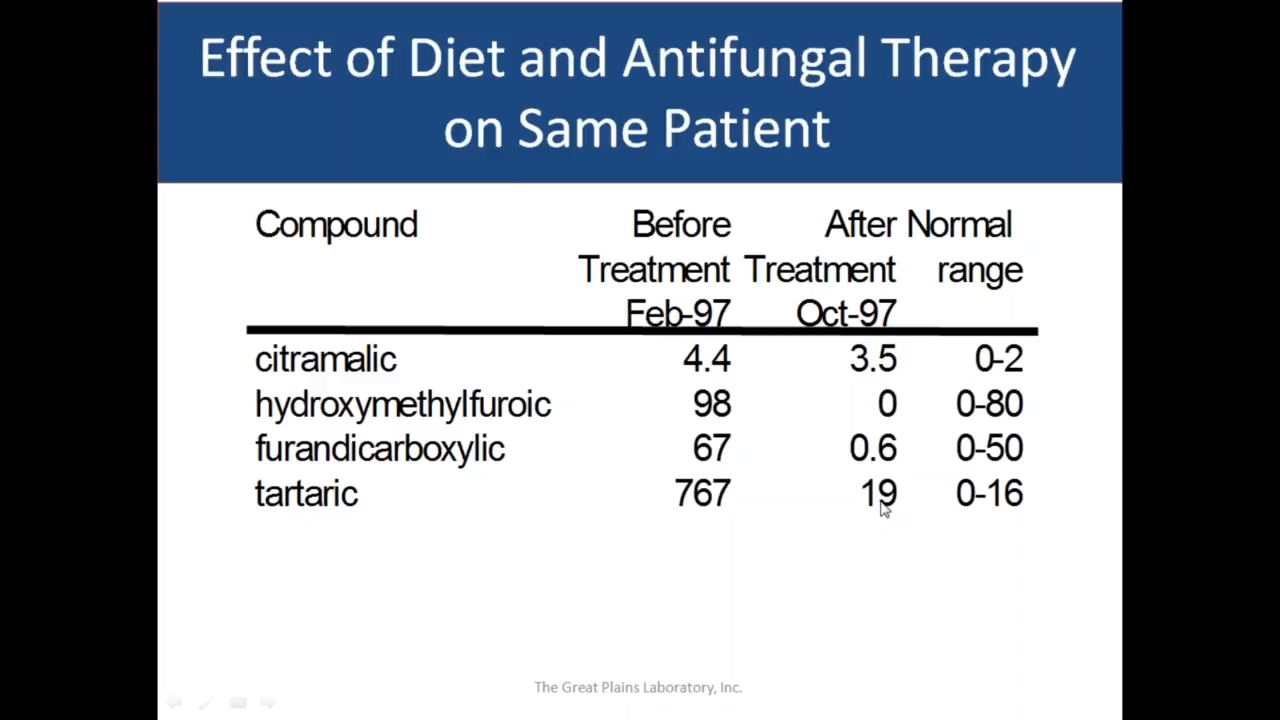 Effect of Diet and Antifungal Therapy
on Same Patient
Compound Before After Normal
Treatment Treatment range
Feb-97 Oct-97
citramalic 4.4 3.5 0-2
hydroxymethylfuroic 98 0 0-80
furandicarboxylic 67 0.6 0-50
tartaric 767 19 0-16
The Great Plains Laboratory, Inc.